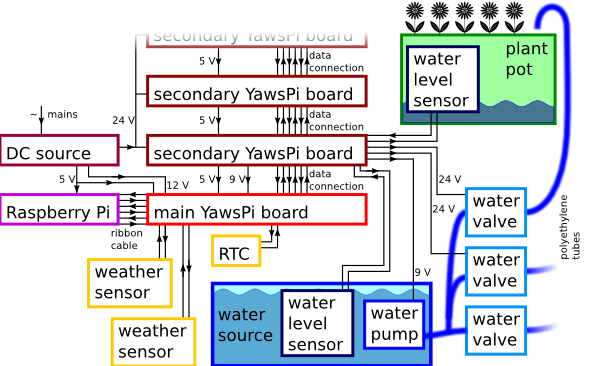 secondary YawsPi board
5 V
data
connection
plant
pot
water
level
sensor
secondary YawsPi board
~ mains
24 V
5 V
data
connection
DC source
secondary YawsPi board
5 V
12 V
5 V
9 V
data
connection
24 V
24 V
Raspberry Pi
main YawsPi board
water
valve
polyethylene
tubes
ribbon
cable
RTC
weather
sensor
9 V
water
valve
water
source
water
level
sensor
water
pump
water
valve
weather
sensor